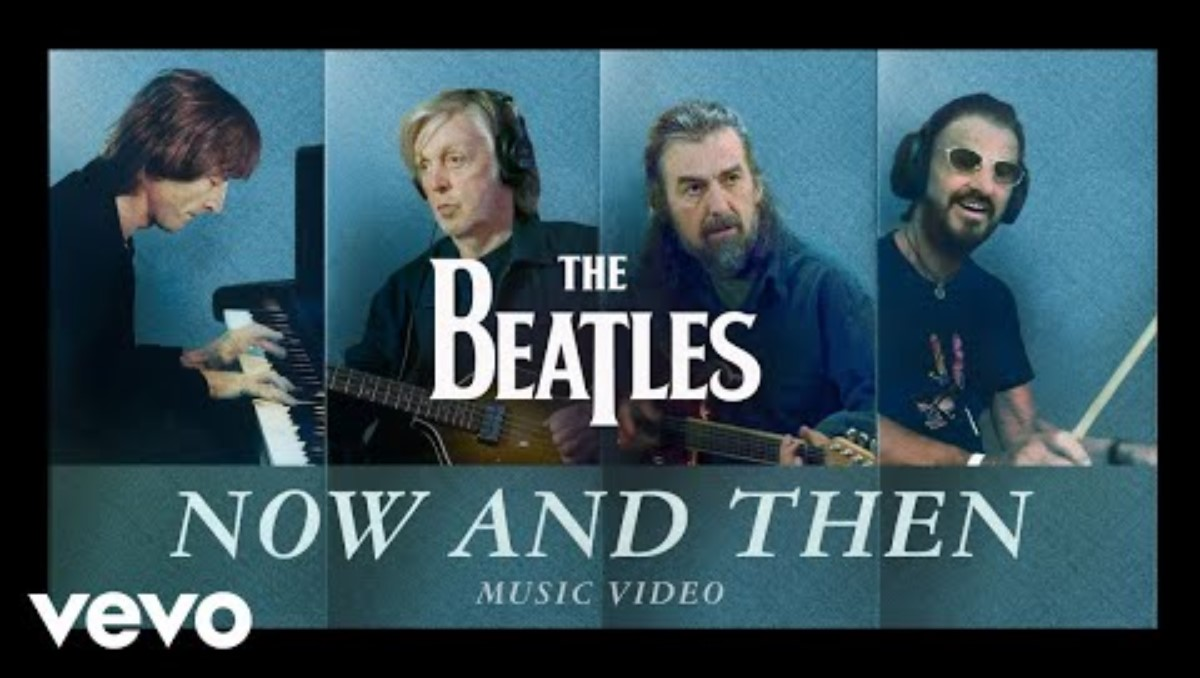 THE
BEATLES
NOW AND THEN
MUSIC VIDEO
vevo